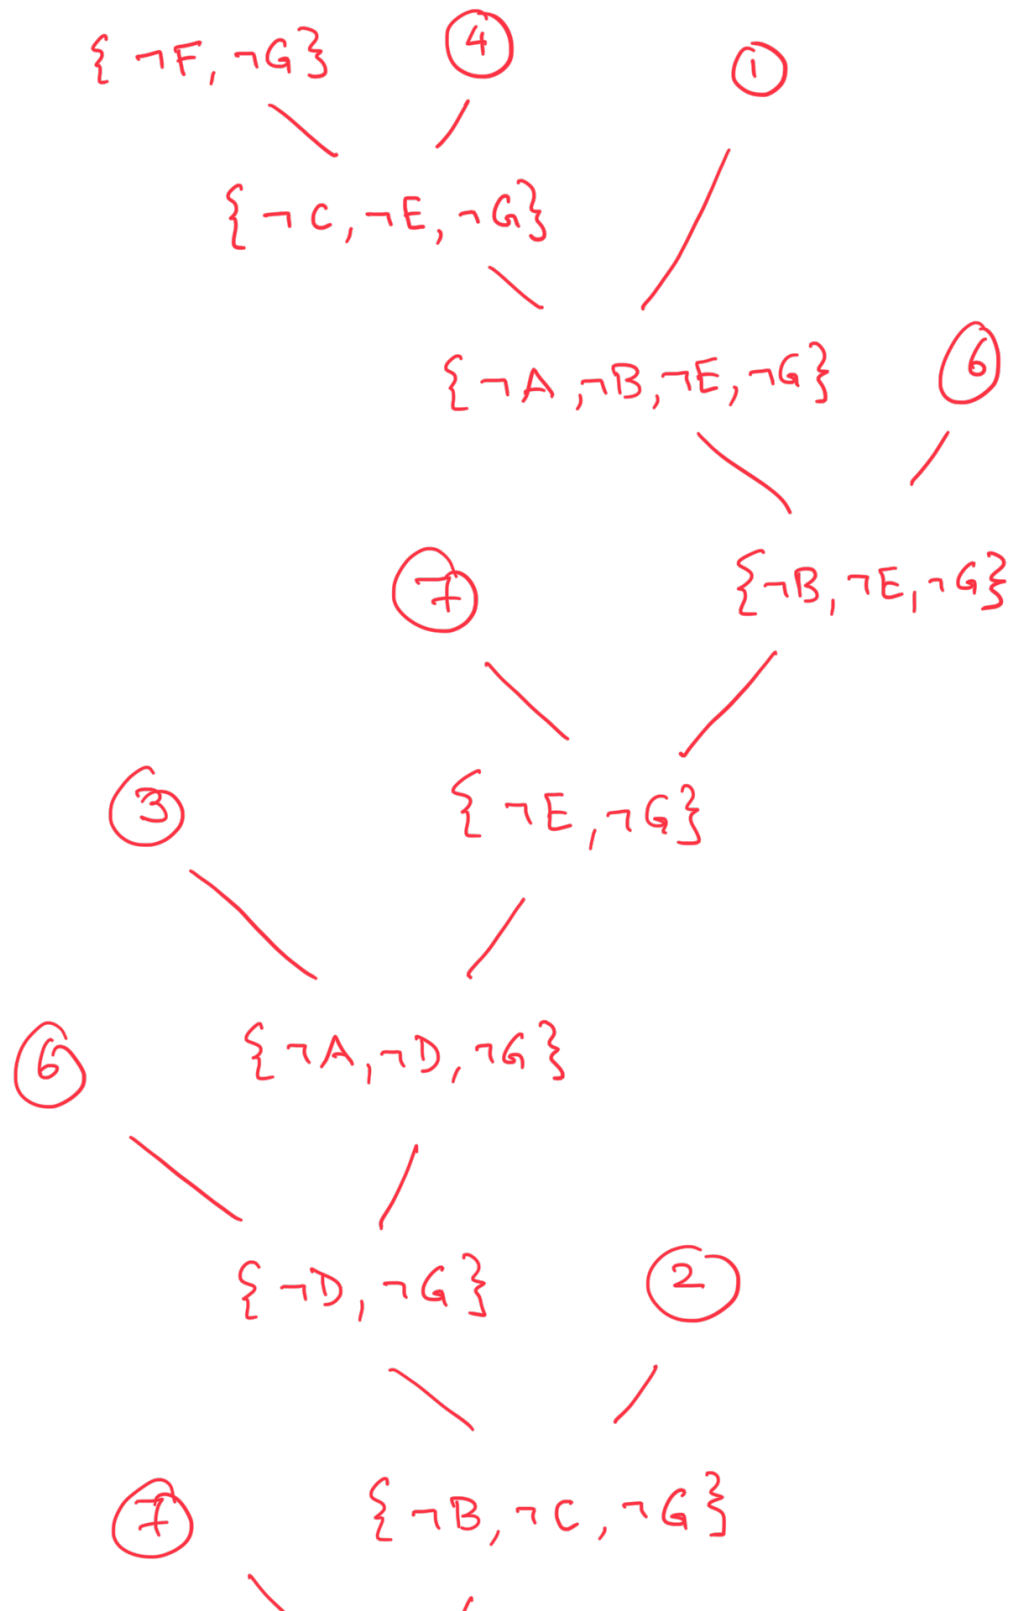 { ¬F, ¬G} ④ ①
{ ¬C, ¬E, ¬G}
{ ¬A, ¬B, ¬E, ¬G} ⑥
⑦ {¬B, ¬E, ¬G}
③ { ¬E, ¬G}
⑥ { ¬A, ¬D, ¬G}
{ ¬D, ¬G} ②
⑦ { ¬B, ¬C, ¬G}